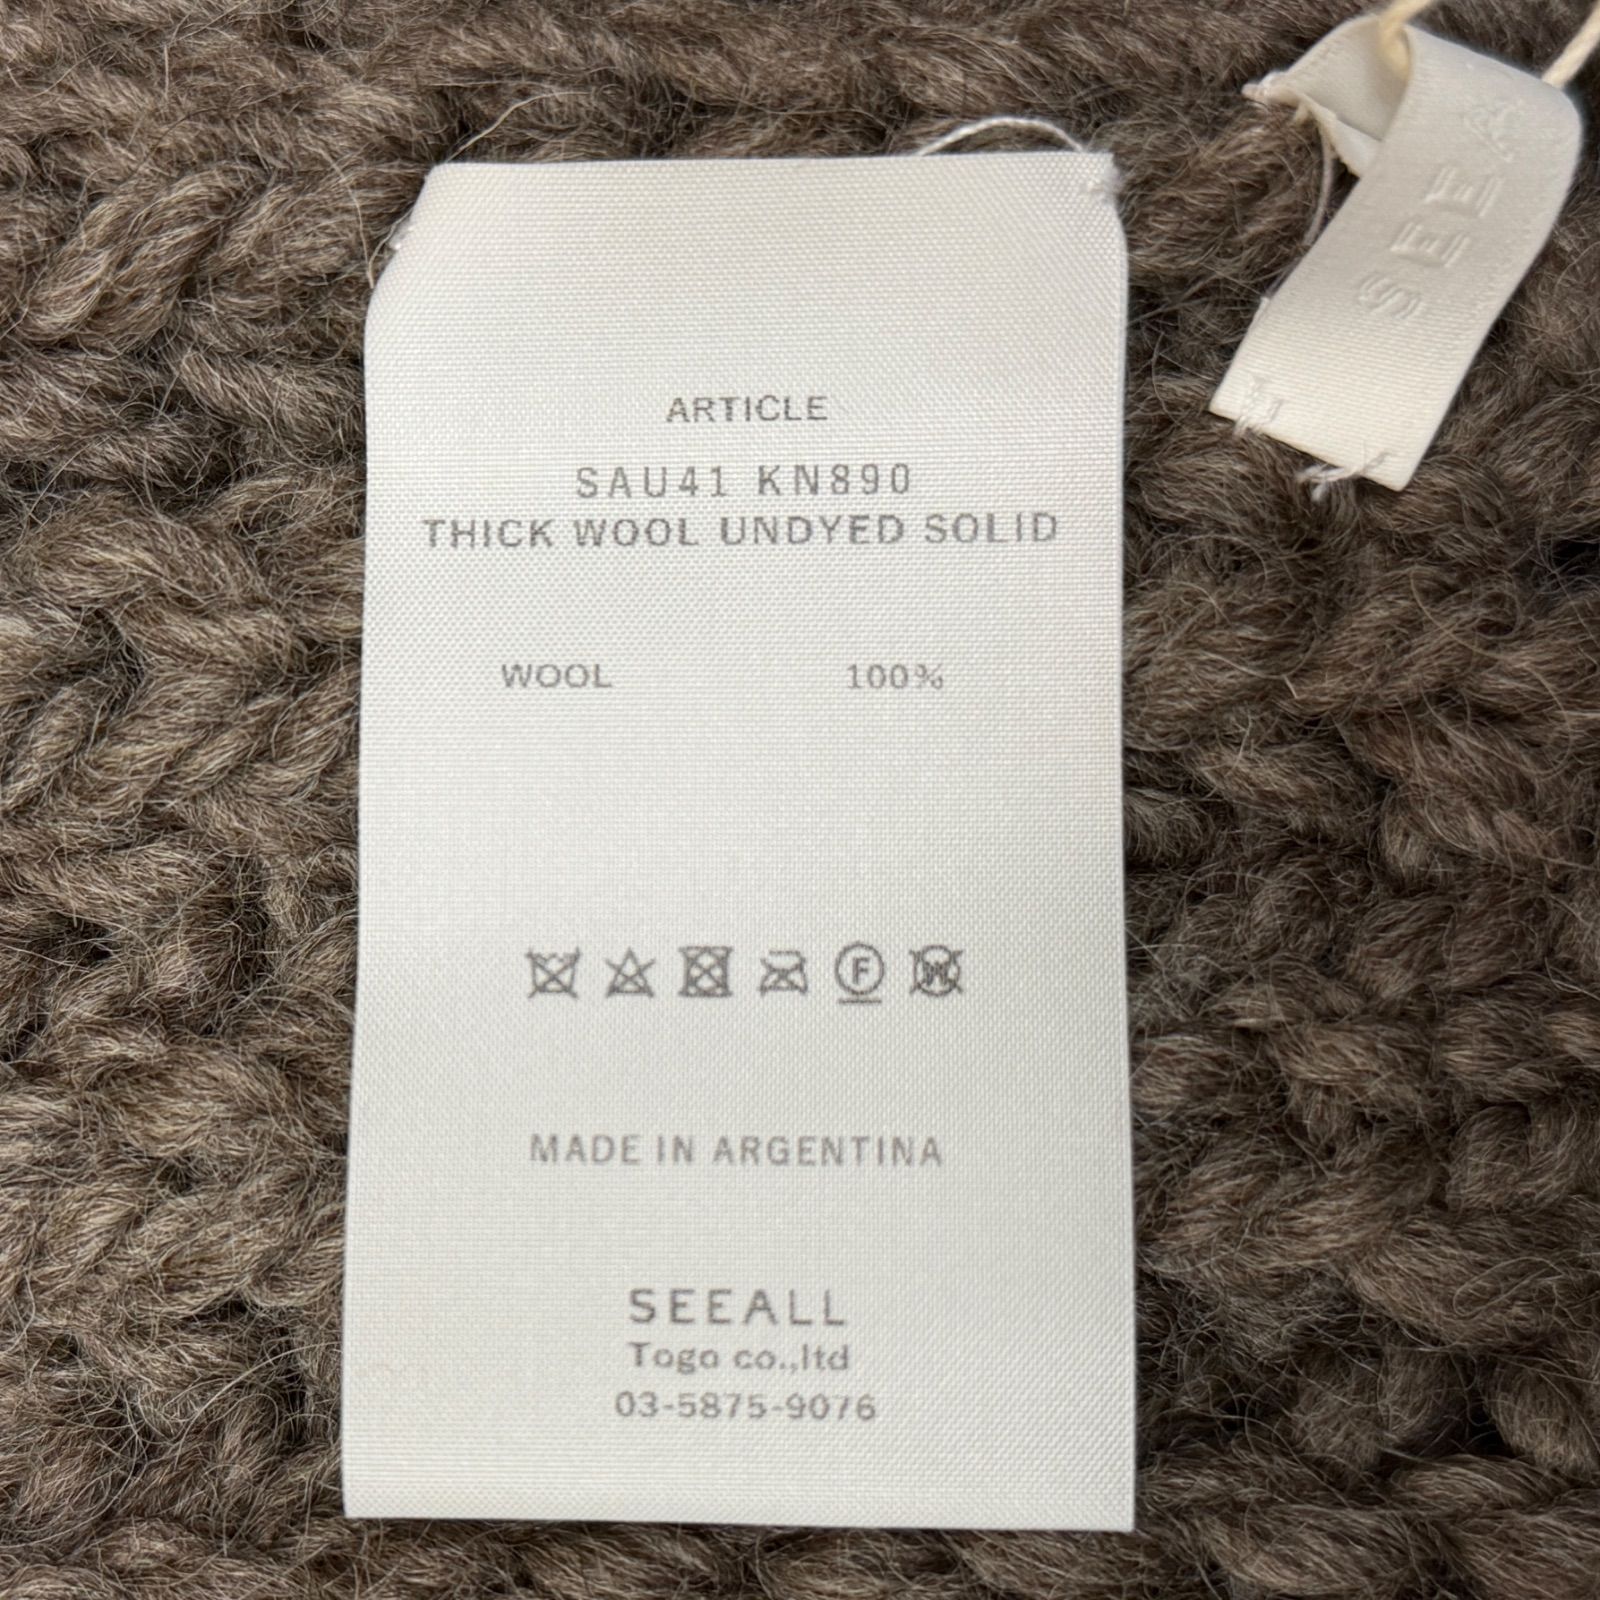 ARTICLE
SAU41 KN890
THICK WOOL UNDYED SOLID
WOOL 100%
F W
MADE IN ARGENTINA
SEEALL
Togo co.,ltd
03-5875-9076
SEEA